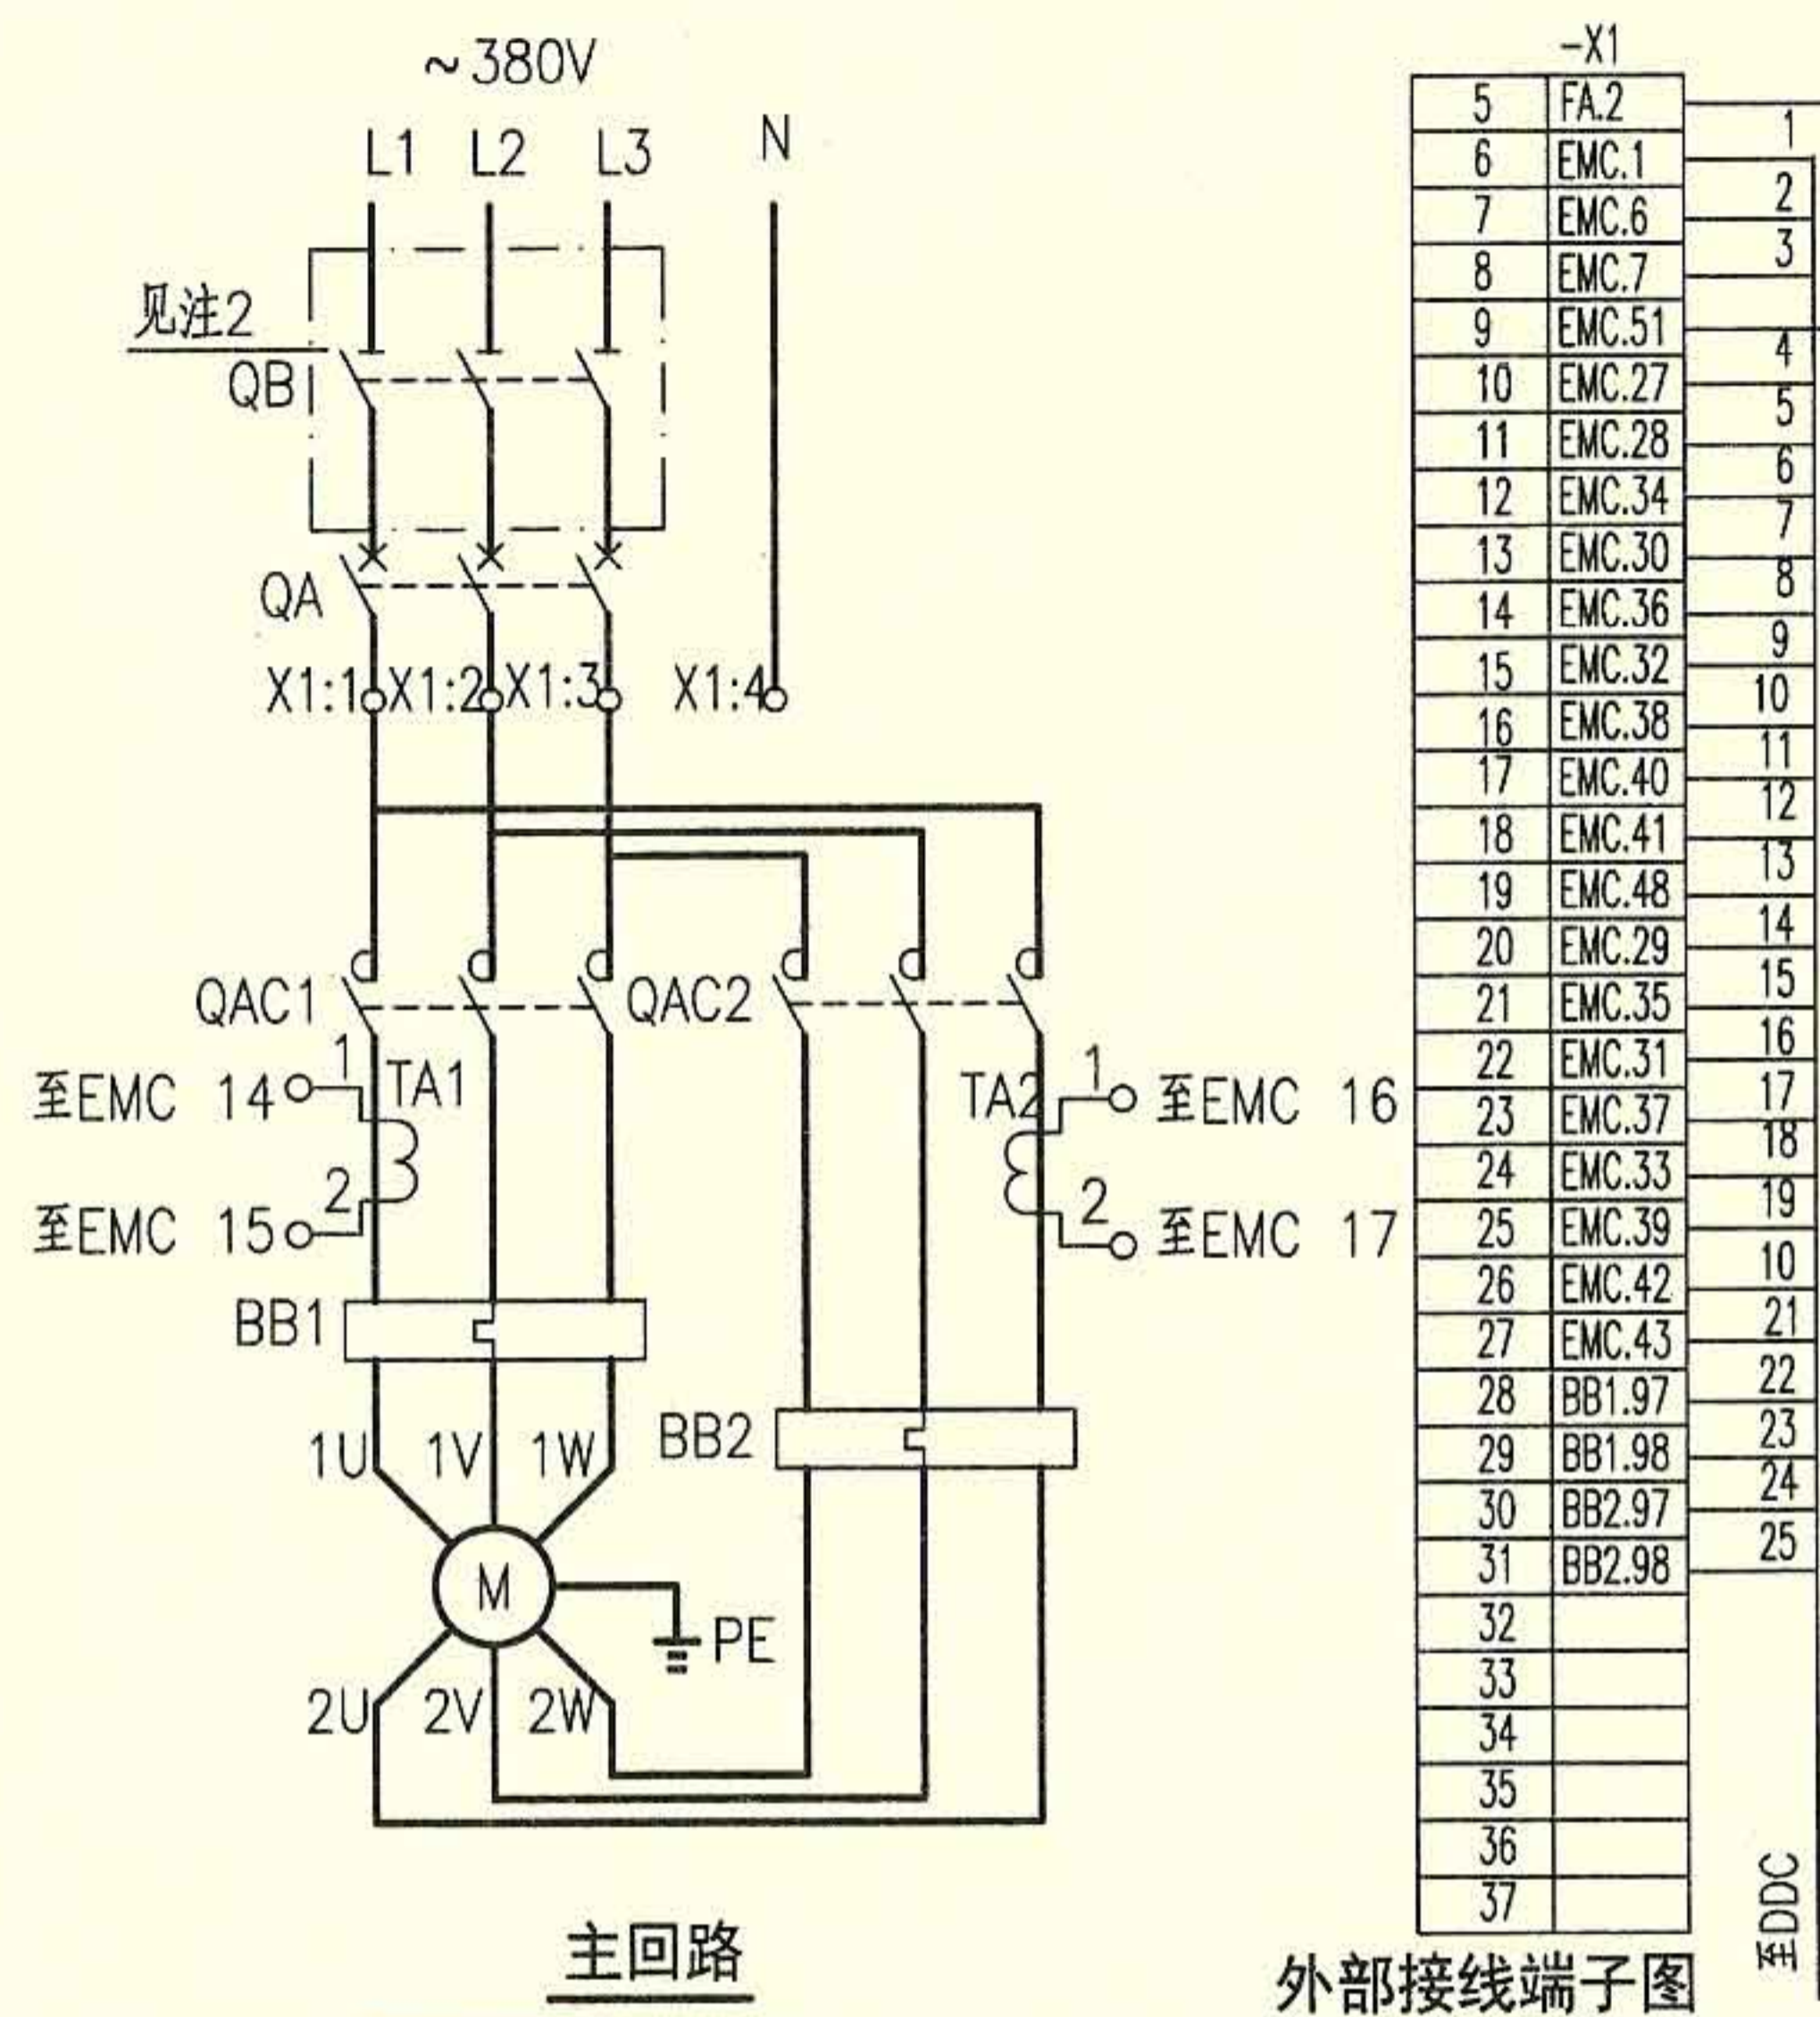 ~380V
L1 L2 L3 N
见注2
QB
QA
X1:1 X1:2 X1:3 X1:4
QAC1 QAC2
至EMC 14 1 TA1
至EMC 15 2
TA2 1 至EMC 16
2 至EMC 17
BB1
BB2
1U 1V 1W
M
PE
2U 2V 2W
主回路
-X1
5 FA.2
1
6 EMC.1
2
7 EMC.6
3
8 EMC.7
9 EMC.51
4
10 EMC.27
5
11 EMC.28
6
12 EMC.34
7
13 EMC.30
8
14 EMC.36
9
15 EMC.32
10
16 EMC.38
11
17 EMC.40
12
18 EMC.41
13
19 EMC.48
14
20 EMC.29
15
21 EMC.35
16
22 EMC.31
17
23 EMC.37
18
24 EMC.33
19
25 EMC.39
10
26 EMC.42
21
27 EMC.43
22
28 BB1.97
23
29 BB1.98
24
30 BB2.97
25
31 BB2.98
32
33
34
35
36
37
至DDC
外部接线端子图